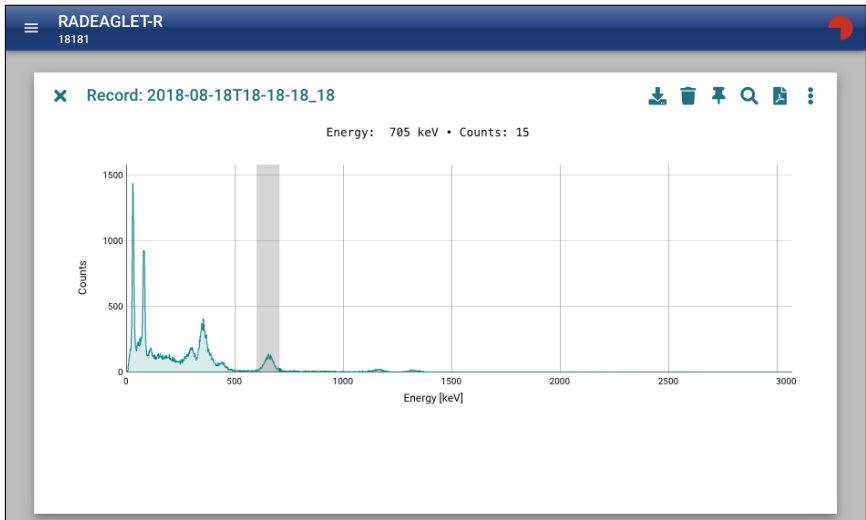 RADEAGLET-R
18181
Record: 2018-08-18T18-18-18_18
Energy: 705 keV • Counts: 15
1500
1000
500
0
Counts
0 500 1000 1500 2000 2500 3000
Energy [keV]